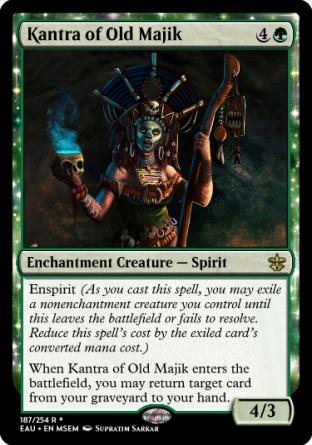 Kantra of Old Majik 4
Enchantment Creature — Spirit
Enspirit (As you cast this spell, you may exile
a nonenchantment creature you control until
this leaves the battlefield or fails to resolve.
Reduce this spell's cost by the exiled card's
converted mana cost.)
When Kantra of Old Majik enters the
battlefield, you may return target card
from your graveyard to your hand.
4/3
187/254 R *
EAU • EN MSEM SUPRATIM SARKAR